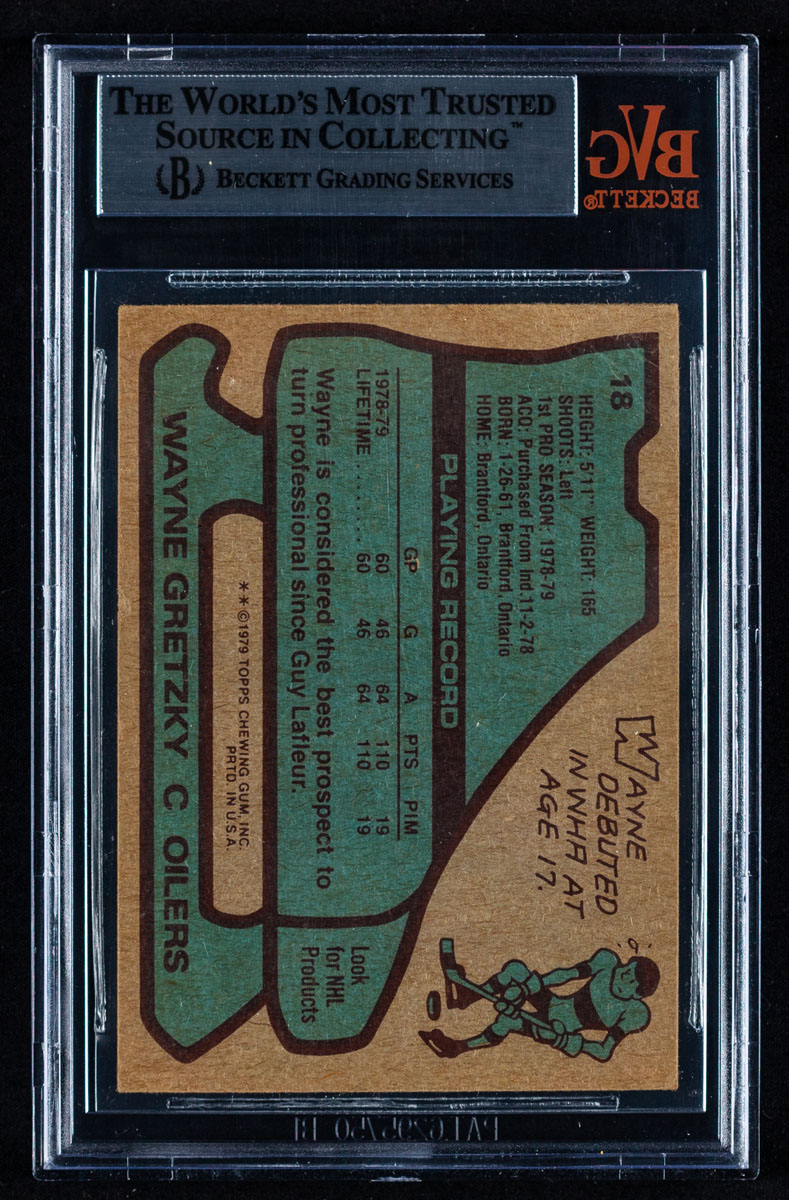 THE WORLD'S MOST TRUSTED
SOURCE IN COLLECTING™
(B) BECKETT GRADING SERVICES
BVG
BECKETT®
18
HEIGHT: 5'11" WEIGHT: 165
SHOOTS: Left
1st PRO SEASON: 1978-79
ACQ: Purchased From Ind. 11-2-78
BORN: 1-26-61, Brantford, Ontario
HOME: Brantford, Ontario
PLAYING RECORD
GP G A PTS PIM
1978-79 60 46 64 110 19
LIFETIME . . . . . . . . 60 46 64 110 19
Wayne is considered the best prospect to
turn professional since Guy Lafleur.
WAYNE
DEBUTED
IN WHA AT
AGE 17.
Look
for NHL
Products
**©1979 TOPPS CHEWING GUM, INC.
PRTD. IN U.S.A.
WAYNE GRETZKY C OILERS